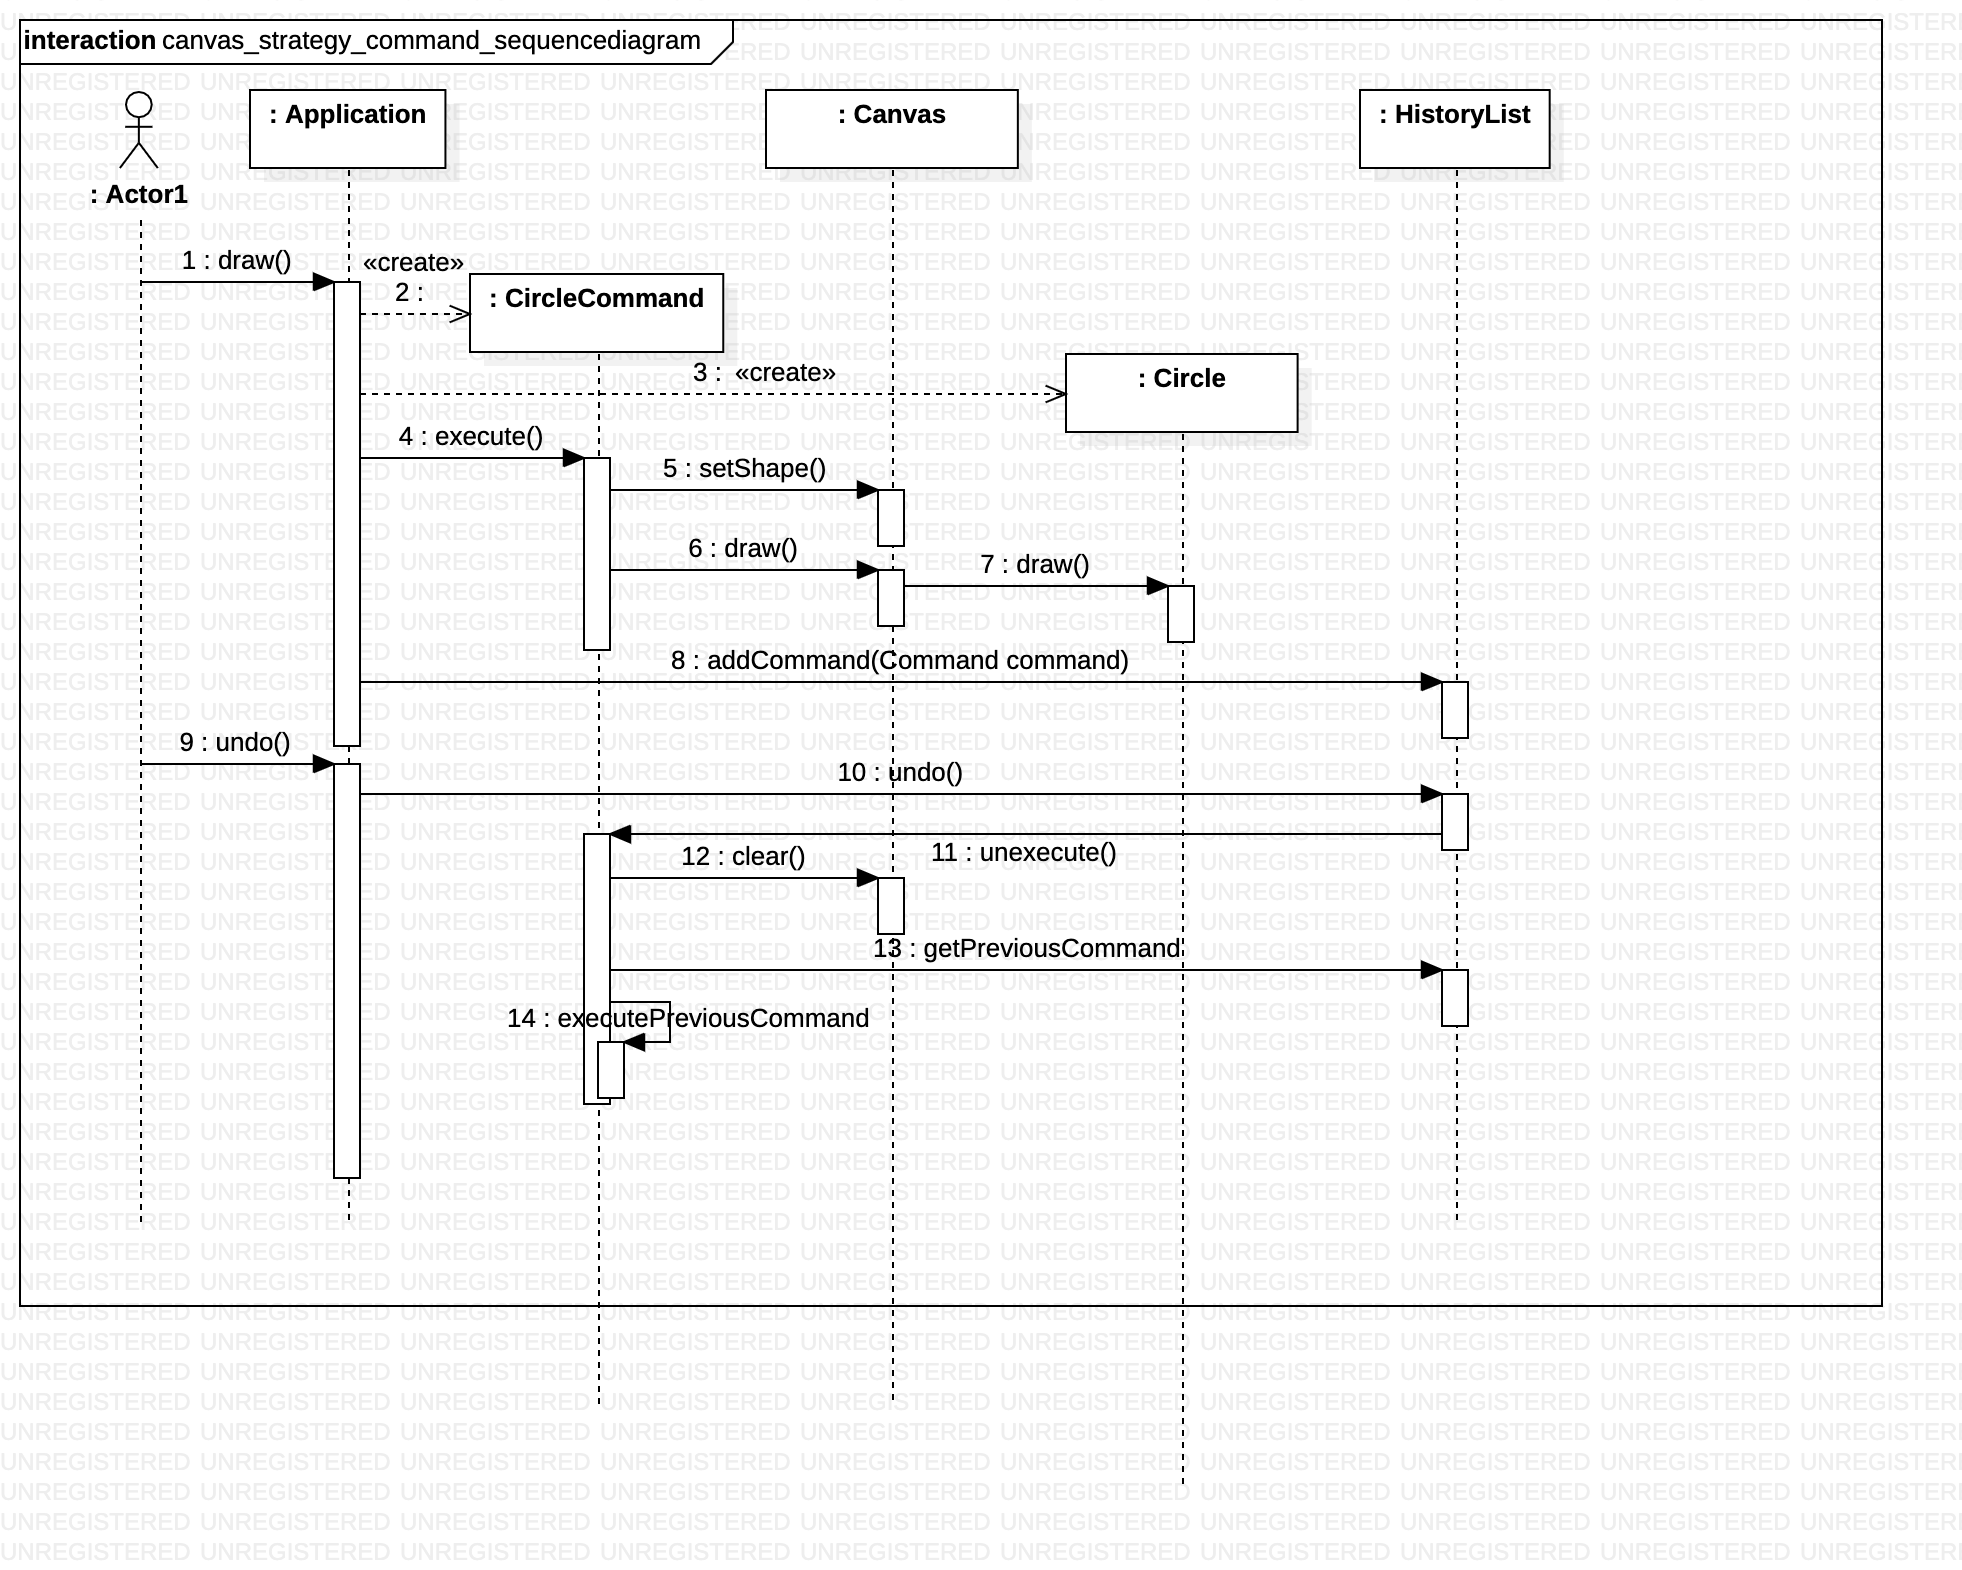 interaction canvas_strategy_command_sequencediagram
: Application
: Canvas
: HistoryList
: Actor1
1 : draw()
«create»
2 :
: CircleCommand
3 : «create»
: Circle
4 : execute()
5 : setShape()
6 : draw()
7 : draw()
8 : addCommand(Command command)
9 : undo()
10 : undo()
11 : unexecute()
12 : clear()
13 : getPreviousCommand
14 : executePreviousCommand
UNREGISTERED